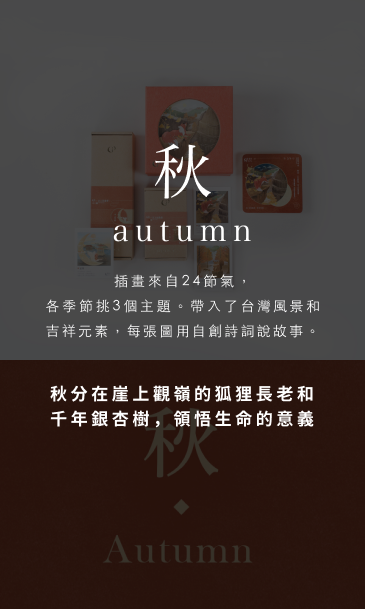 秋
autumn
插畫來自24節氣，
各季節挑3個主題。帶入了台灣風景和
吉祥元素，每張圖用自創詩詞說故事。
秋分在崖上觀嶺的狐狸長老和
千年銀杏樹，領悟生命的意義
秋
Autumn